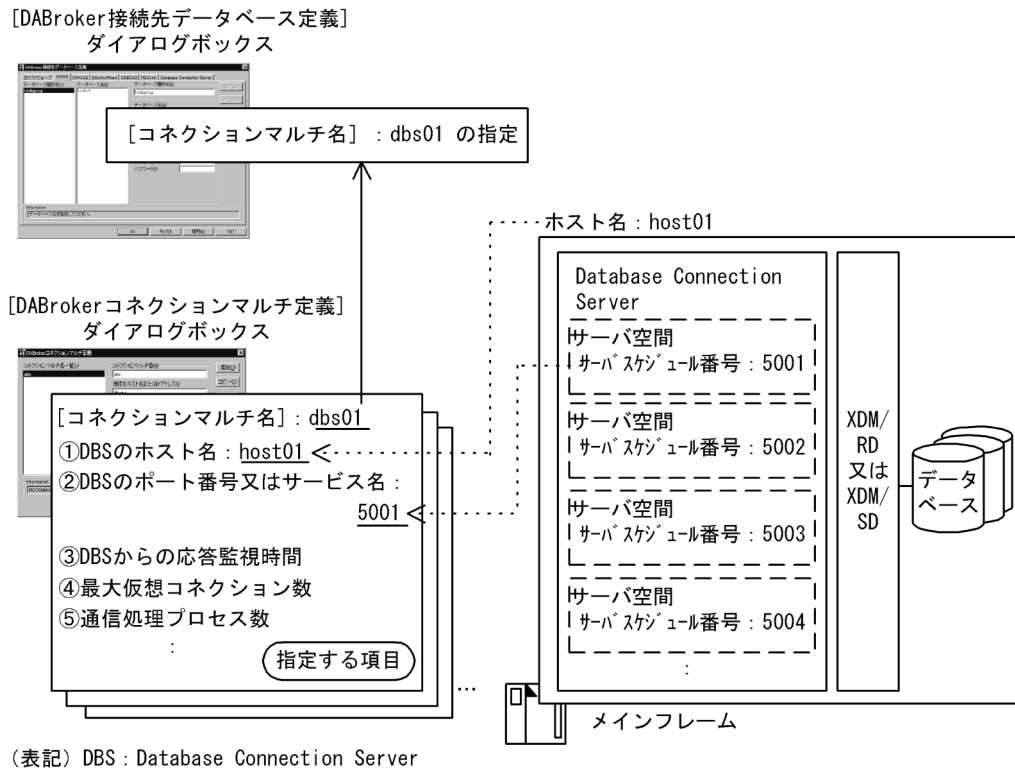 [DABroker接続先データベース定義]
ダイアログボックス
[コネクションマルチ名]：dbs01 の指定
ホスト名：host01
Database Connection
Server
サーバ空間
サーバスケジュール番号：5001
サーバ空間
サーバスケジュール番号：5002
サーバ空間
サーバスケジュール番号：5003
サーバ空間
サーバスケジュール番号：5004
：
XDM/
RD
又は
XDM/
SD
データ
ベース
メインフレーム
[DABrokerコネクションマルチ定義]
ダイアログボックス
[コネクションマルチ名]：dbs01
①DBSのホスト名：host01
②DBSのポート番号又はサービス名：
5001
③DBSからの応答監視時間
④最大仮想コネクション数
⑤通信処理プロセス数
：
指定する項目
…
（表記）DBS：Database Connection Server